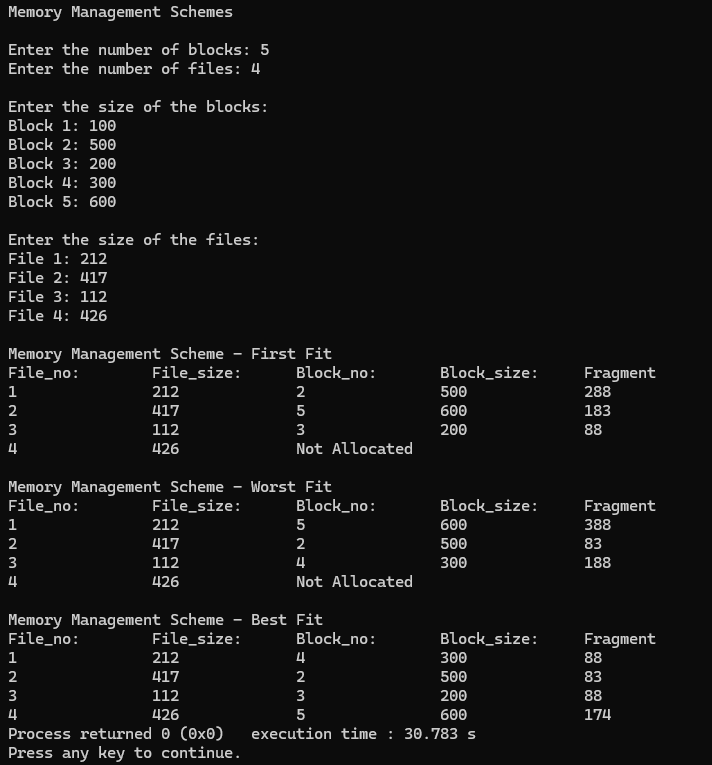 Memory Management Schemes
Enter the number of blocks: 5
Enter the number of files: 4
Enter the size of the blocks:
Block 1: 100
Block 2: 500
Block 3: 200
Block 4: 300
Block 5: 600
Enter the size of the files:
File 1: 212
File 2: 417
File 3: 112
File 4: 426
Memory Management Scheme - First Fit
File_no: File_size: Block_no: Block_size: Fragment
1 212 2 500 288
2 417 5 600 183
3 112 3 200 88
4 426 Not Allocated
Memory Management Scheme - Worst Fit
File_no: File_size: Block_no: Block_size: Fragment
1 212 5 600 388
2 417 2 500 83
3 112 4 300 188
4 426 Not Allocated
Memory Management Scheme - Best Fit
File_no: File_size: Block_no: Block_size: Fragment
1 212 4 300 88
2 417 2 500 83
3 112 3 200 88
4 426 5 600 174
Process returned 0 (0x0) execution time : 30.783 s
Press any key to continue.